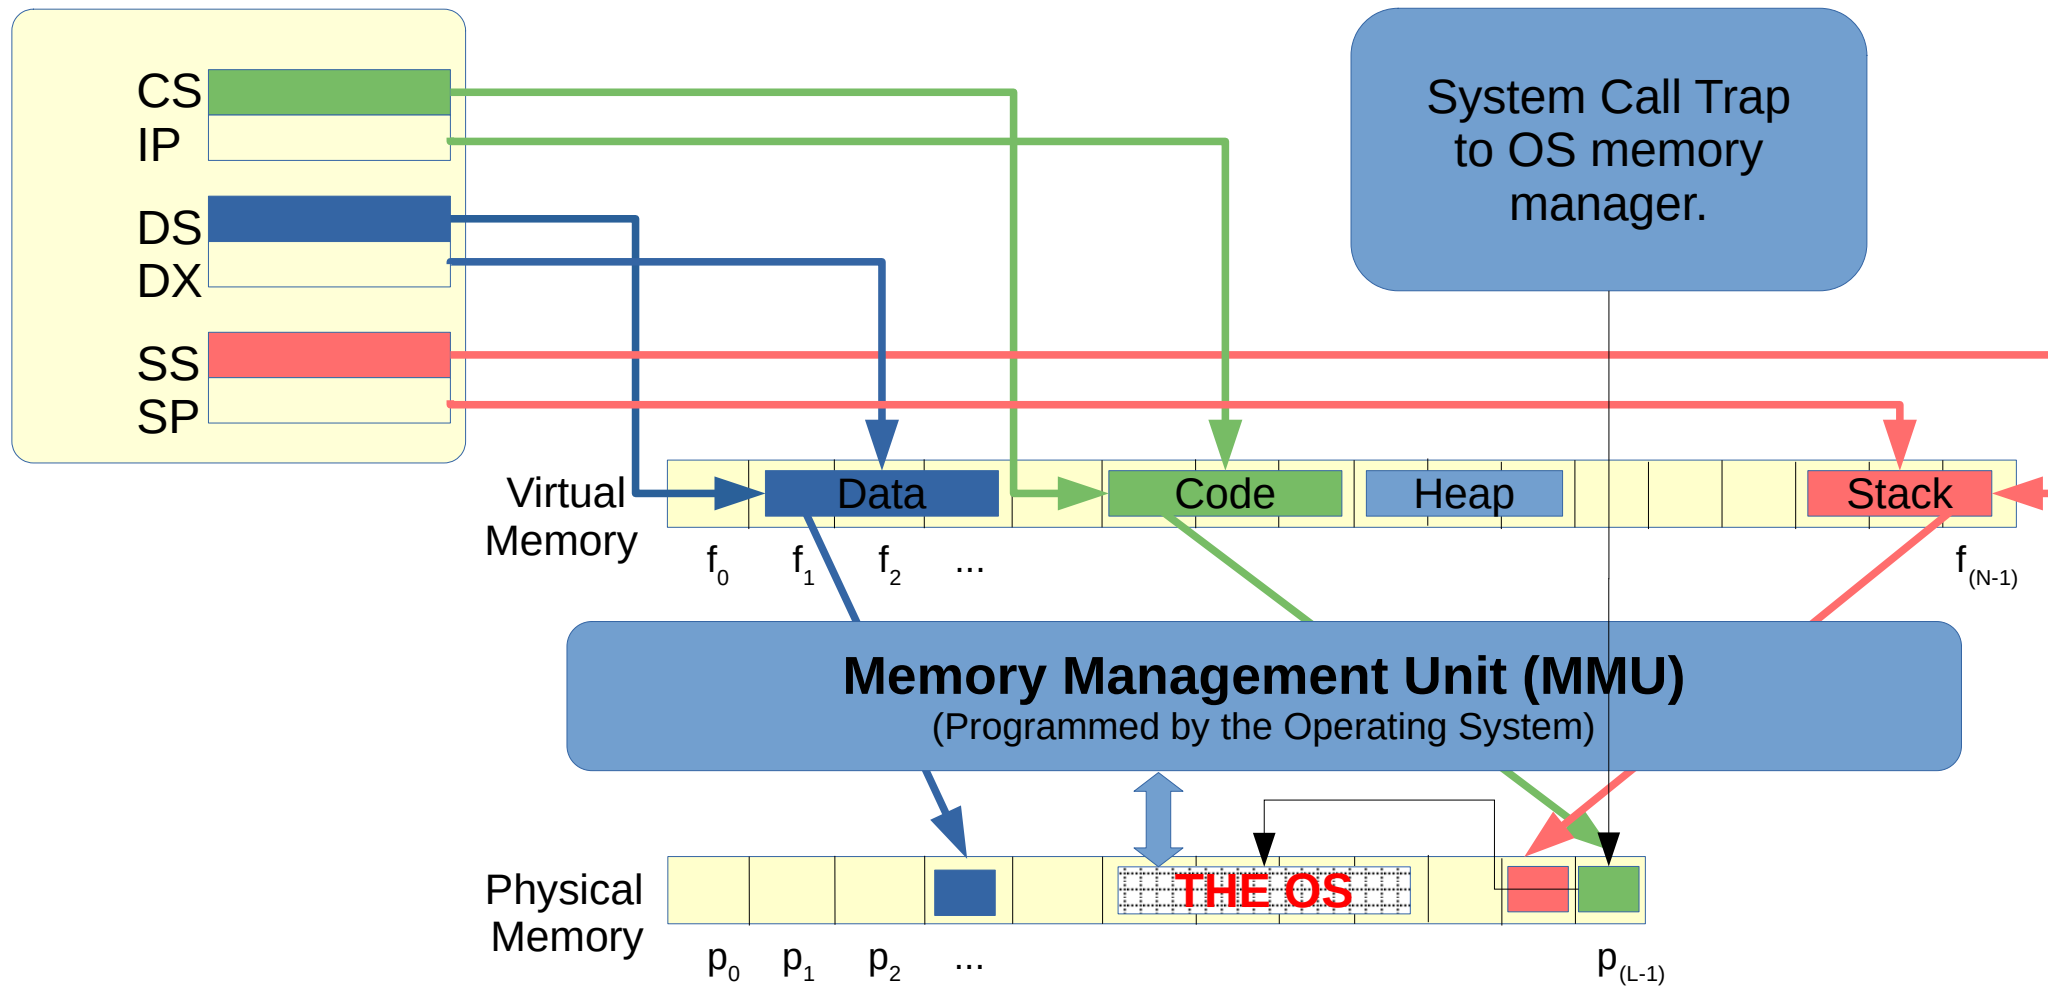 CS
IP
DS
DX
SS
SP
System Call Trap
to OS memory
manager.
Virtual
Memory
Data
Code
Heap
Stack
f0
f1
f2
...
f(N-1)
Memory Management Unit (MMU)
(Programmed by the Operating System)
Physical
Memory
THE OS
p0
p1
p2
...
p(L-1)